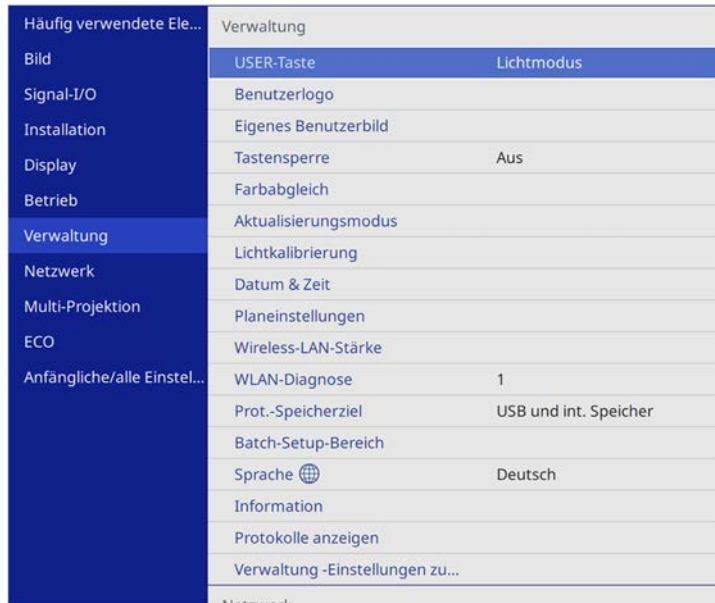 Häufig verwendete Ele...
Bild
Signal-I/O
Installation
Display
Betrieb
Verwaltung
Netzwerk
Multi-Projektion
ECO
Anfängliche/alle Einstel...
Verwaltung
USER-Taste Lichtmodus
Benutzerlogo
Eigenes Benutzerbild
Tastensperre Aus
Farbabgleich
Aktualisierungsmodus
Lichtkalibrierung
Datum & Zeit
Planeinstellungen
Wireless-LAN-Stärke
WLAN-Diagnose 1
Prot.-Speicherziel USB und int. Speicher
Batch-Setup-Bereich
Sprache Deutsch
Information
Protokolle anzeigen
Verwaltung -Einstellungen zu...
Netzwerk